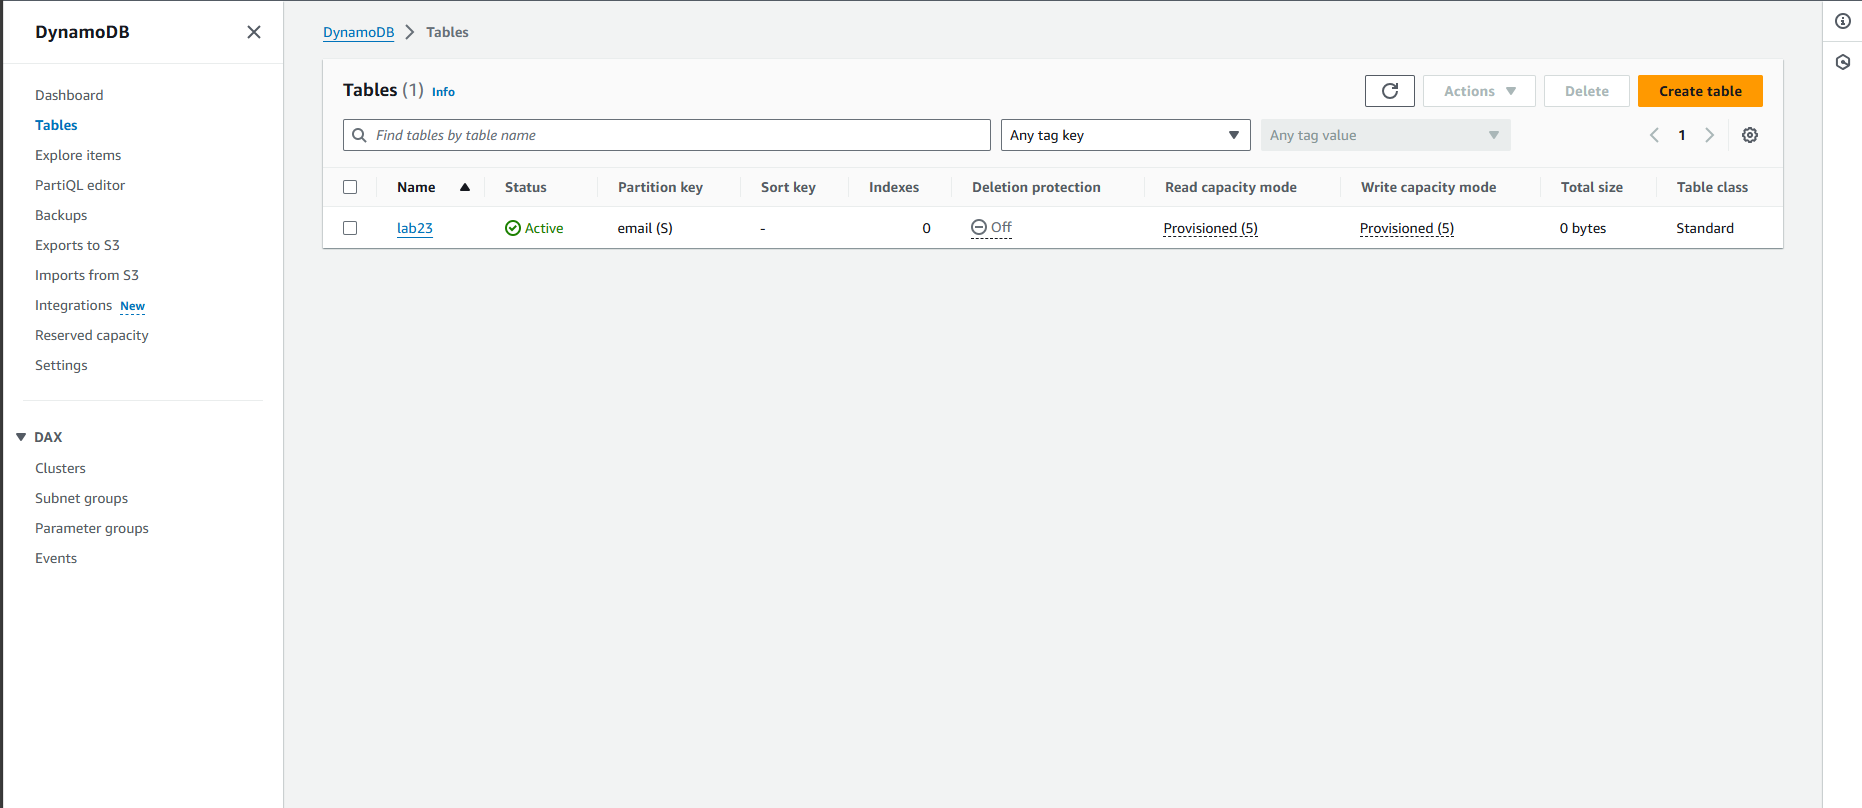 DynamoDB
Dashboard
Tables
Explore items
PartiQL editor
Backups
Exports to S3
Imports from S3
Integrations New
Reserved capacity
Settings
DAX
Clusters
Subnet groups
Parameter groups
Events
DynamoDB Tables
Tables (1) Info
Actions Delete Create table
Find tables by table name Any tag key Any tag value 1
Name Status Partition key Sort key Indexes Deletion protection Read capacity mode Write capacity mode Total size Table class
lab23 Active email (S) - 0 Off Provisioned (5) Provisioned (5) 0 bytes Standard